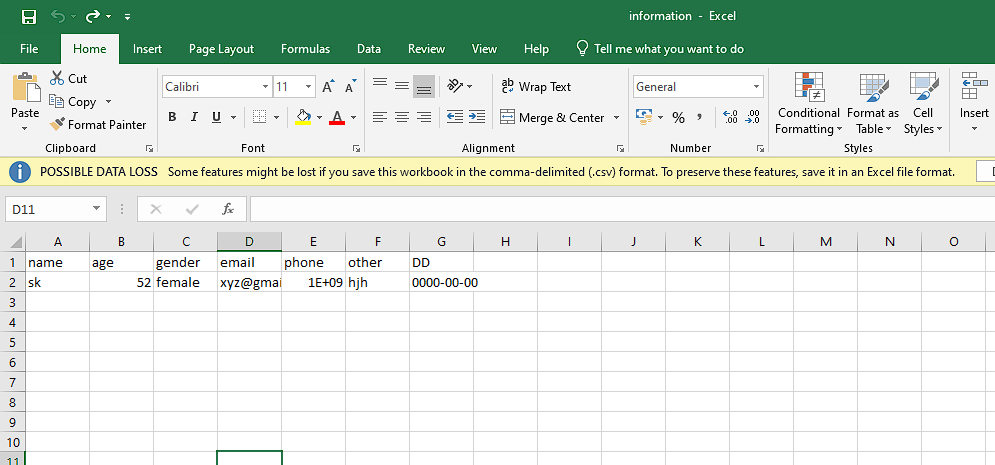 information - Excel
File Home Insert Page Layout Formulas Data Review View Help Tell me what you want to do
Paste
Cut
Copy
Format Painter
Calibri 11 A A
B I U A
ab Wrap Text
Merge & Center
General
% , .00 .0
Conditional Formatting
Format as Table
Cell Styles
Insert
Clipboard Font Alignment Number Styles
POSSIBLE DATA LOSS Some features might be lost if you save this workbook in the comma-delimited (.csv) format. To preserve these features, save it in an Excel file format.
D11 fx
A B C D E F G H I J K L M N O
1 name age gender email phone other DD
2 sk 52 female xyz@gmai 1E+09 hjh 0000-00-00
3
4
5
6
7
8
9
10
11